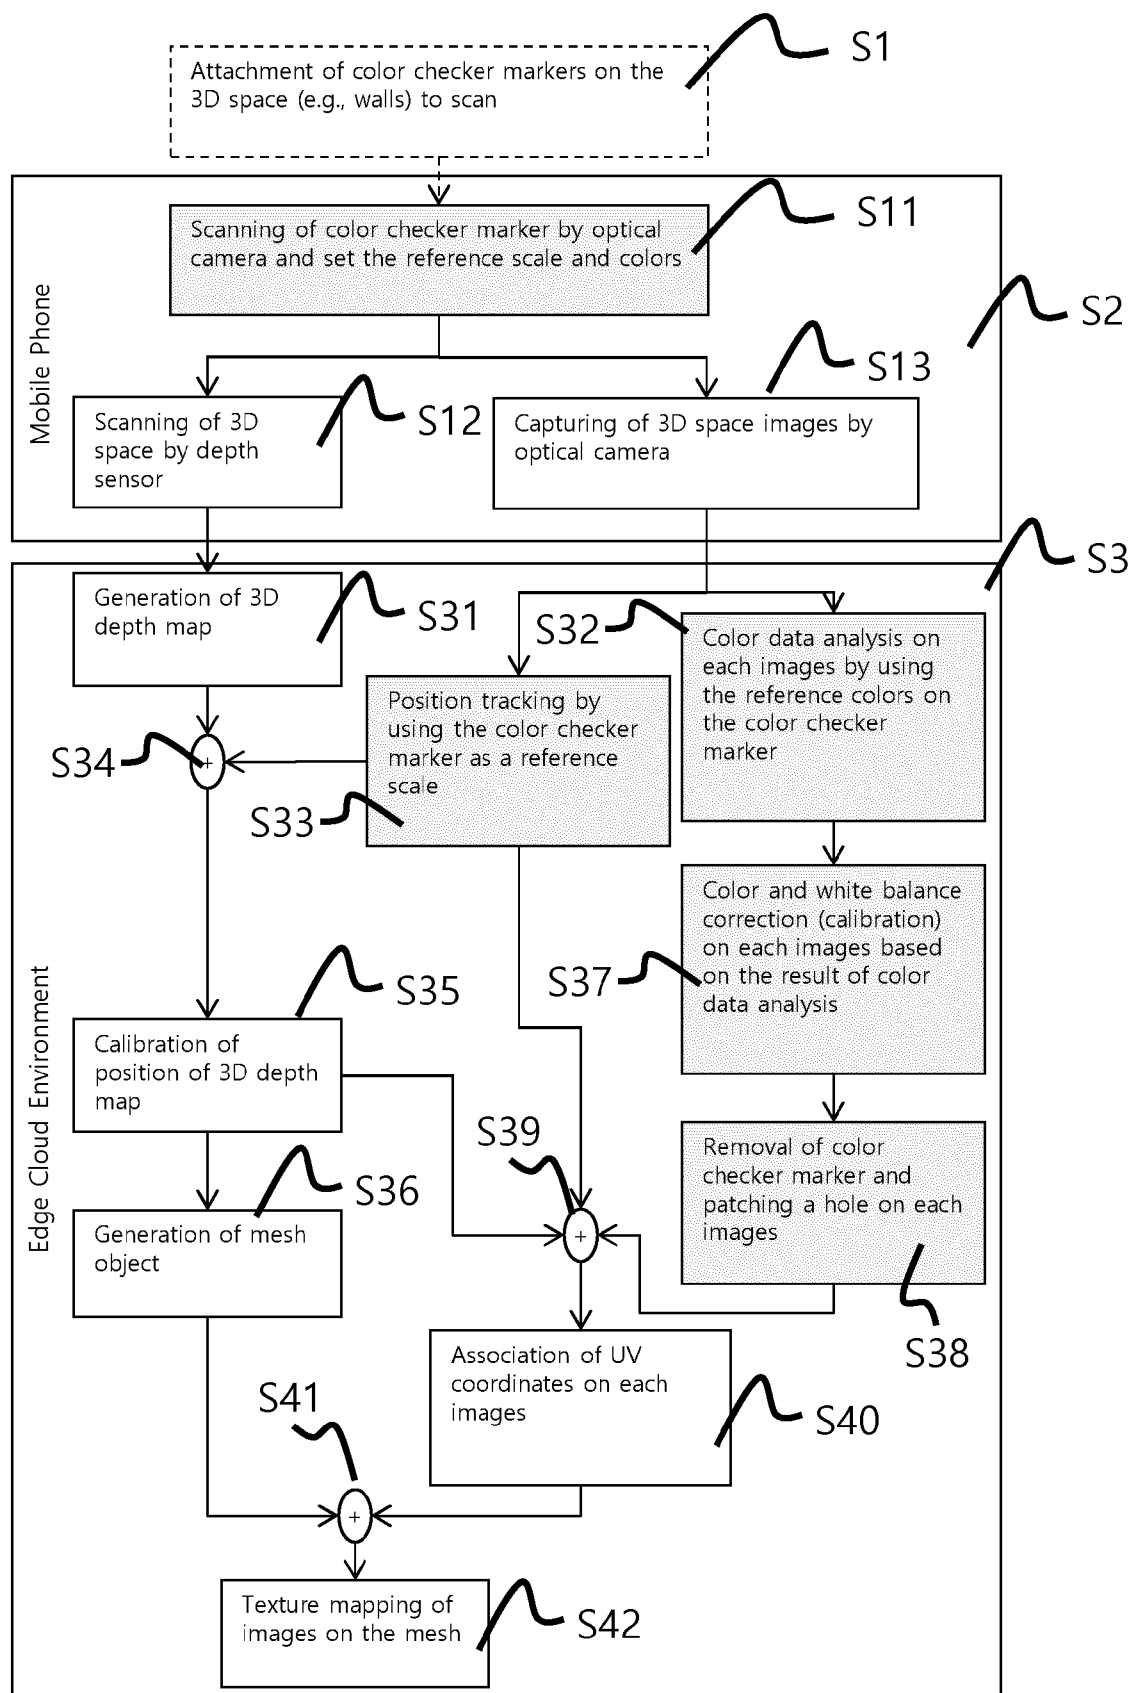 S1
Attachment of color checker markers on the
3D space (e.g., walls) to scan
Mobile Phone
S2
Scanning of color checker marker by optical
camera and set the reference scale and colors
S11
Scanning of 3D
space by depth
sensor
S12
Capturing of 3D space images by
optical camera
S13
Edge Cloud Environment
S3
Generation of 3D
depth map
S31
S32
Color data analysis on
each images by using
the reference colors on
the color checker
marker
Position tracking by
using the color checker
marker as a reference
scale
S33
S34
+
Color and white balance
correction (calibration)
on each images based
on the result of color
data analysis
S37
S35
Calibration of
position of 3D depth
map
S39
+
Removal of color
checker marker and
patching a hole on each
images
S38
S36
Generation of mesh
object
Association of UV
coordinates on each
images
S40
S41
+
Texture mapping of
images on the mesh
S42